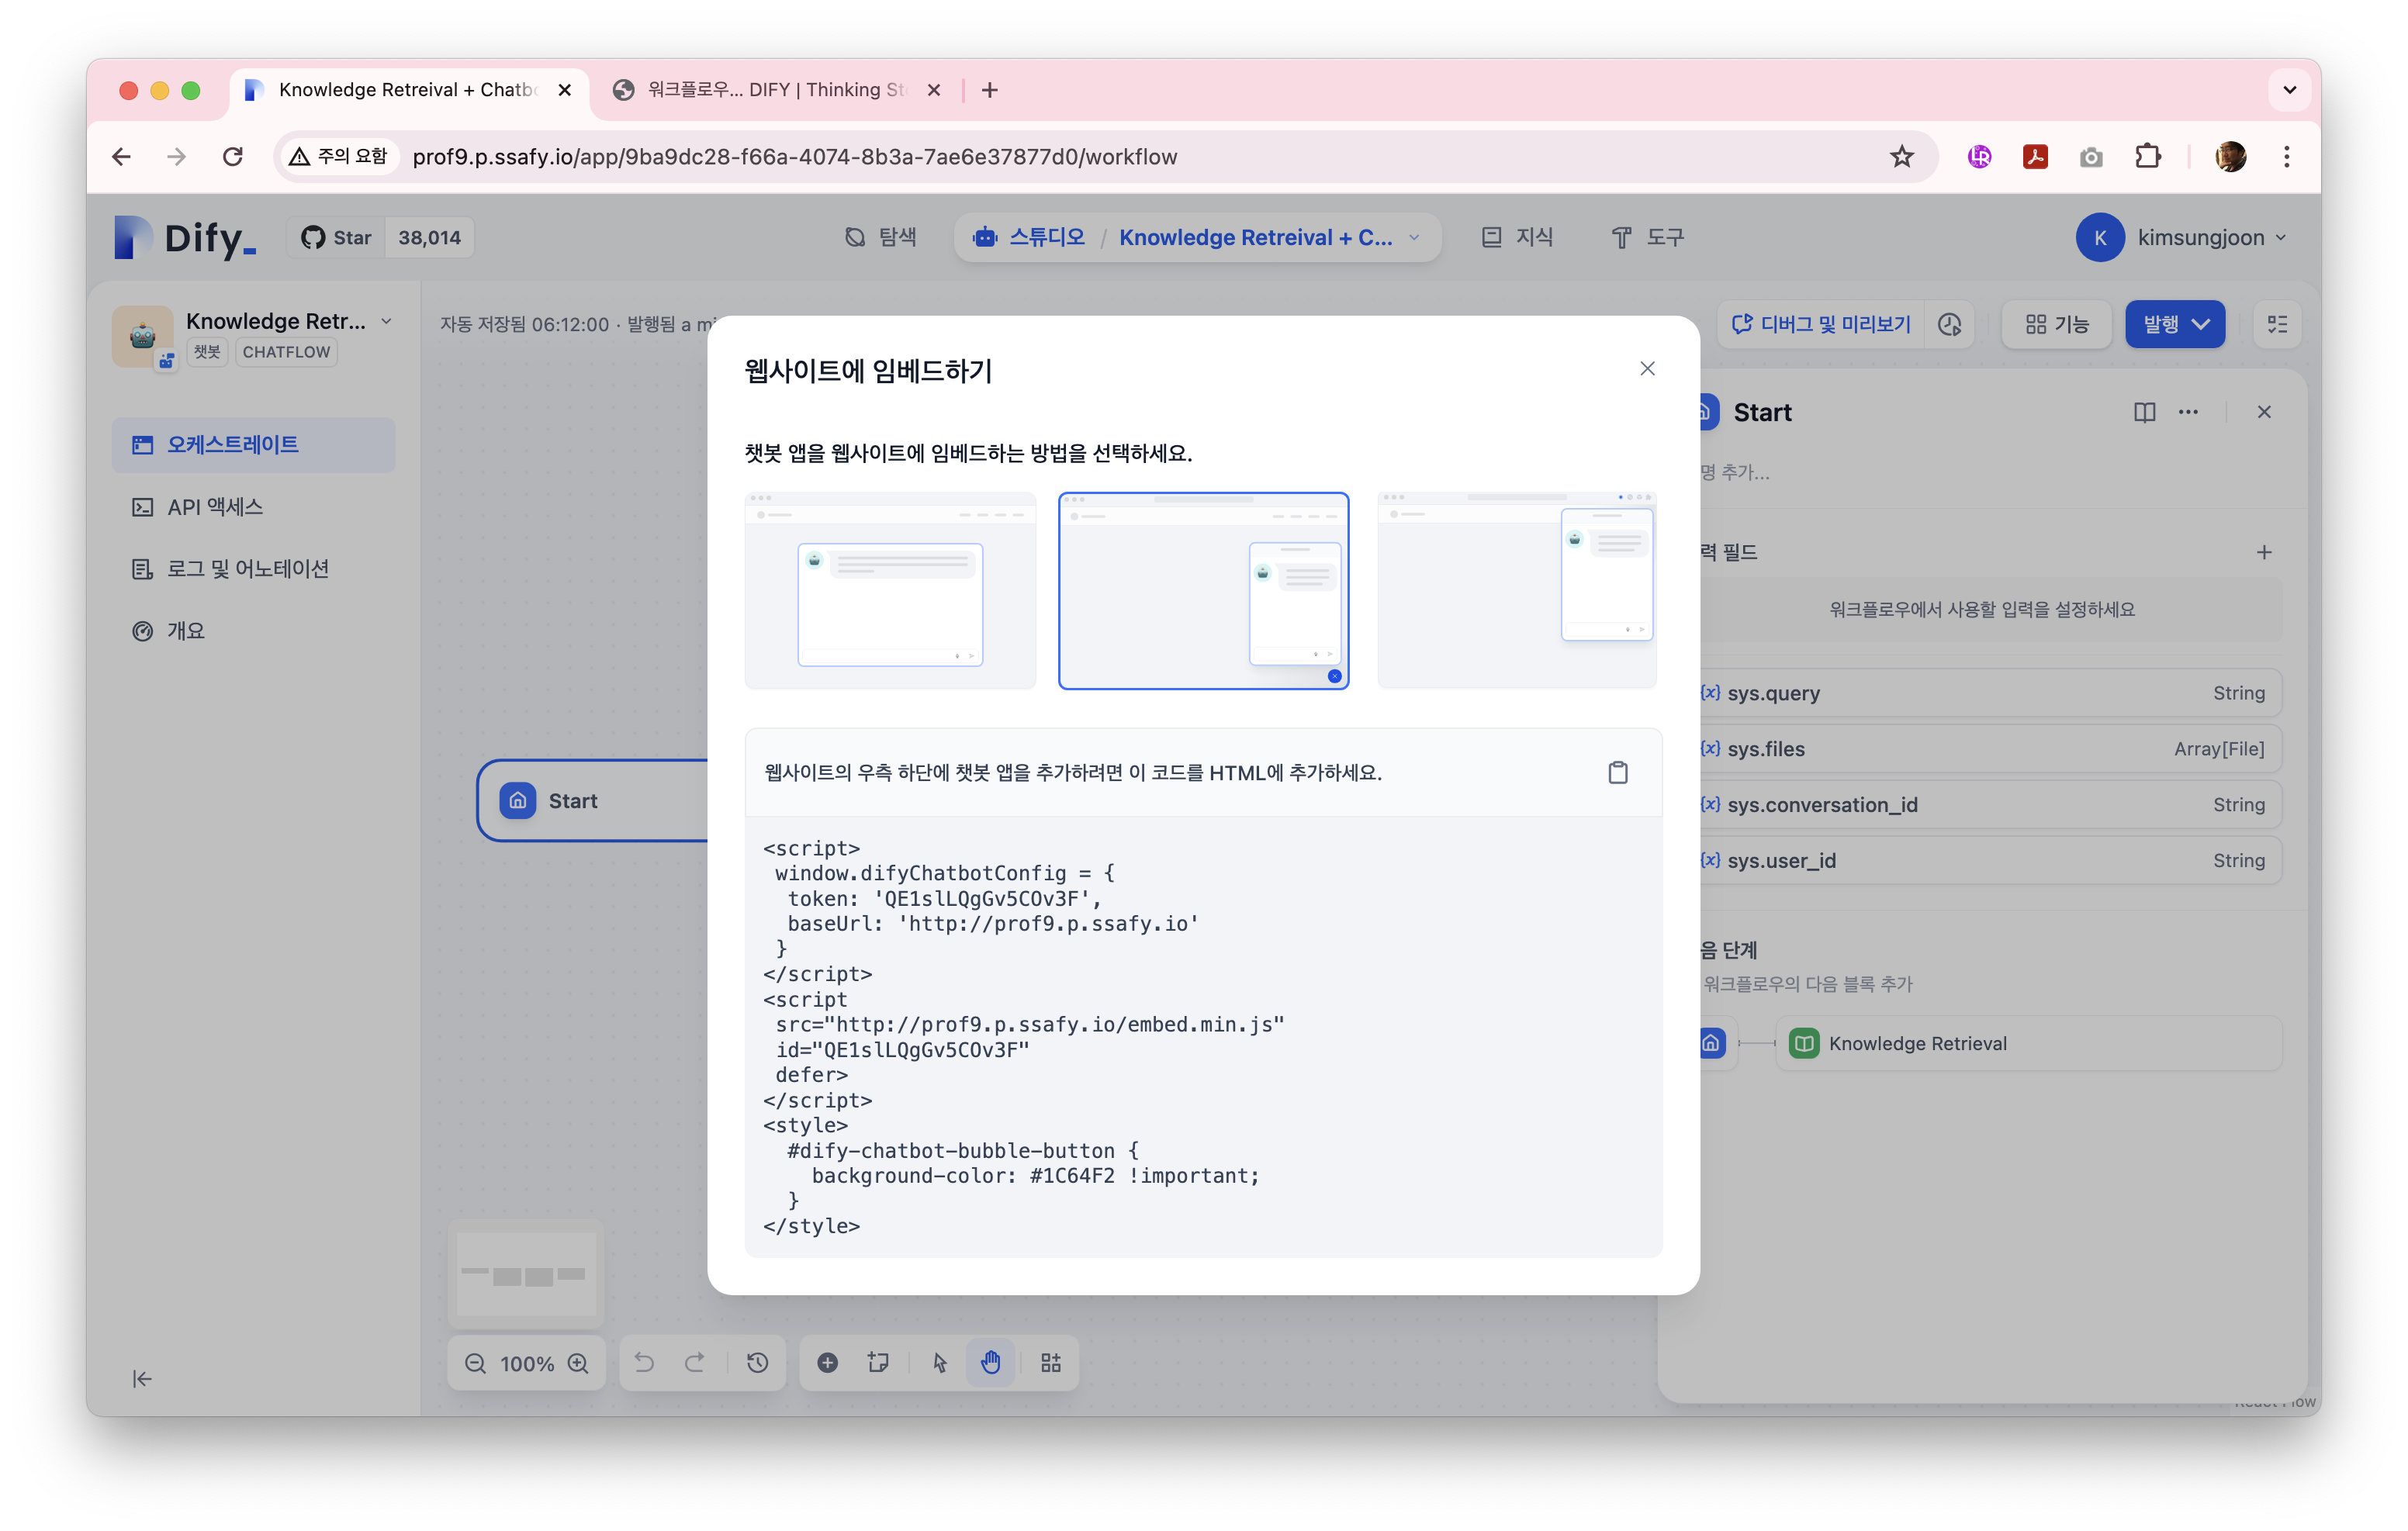 Knowledge Retreival + Chatb
워크플로우... DIFY | Thinking St
주의 요함
prof9.p.ssafy.io/app/9ba9dc28-f66a-4074-8b3a-7ae6e37877d0/workflow
Dify_
Star
38,014
탐색
스튜디오 / Knowledge Retreival + C...
지식
도구
K
kimsungjoon
Knowledge Retr...
챗봇
CHATFLOW
오케스트레이트
API 액세스
로그 및 어노테이션
개요
자동 저장됨 06:12:00 · 발행됨 a mi
디버그 및 미리보기
기능
발행
Start
웹사이트에 임베드하기
챗봇 앱을 웹사이트에 임베드하는 방법을 선택하세요.
웹사이트의 우측 하단에 챗봇 앱을 추가하려면 이 코드를 HTML에 추가하세요.
<script>
window.difyChatbotConfig = {
token: 'QE1slLQgGv5COv3F',
baseUrl: 'http://prof9.p.ssafy.io'
}
</script>
<script
src="http://prof9.p.ssafy.io/embed.min.js"
id="QE1slLQgGv5COv3F"
defer>
</script>
<style>
#dify-chatbot-bubble-button {
background-color: #1C64F2 !important;
}
</style>
Start
명 추가...
력 필드
워크플로우에서 사용할 입력을 설정하세요
{x} sys.query String
{x} sys.files Array[File]
{x} sys.conversation_id String
{x} sys.user_id String
음 단계
워크플로우의 다음 블록 추가
Knowledge Retrieval
100%
React Flow